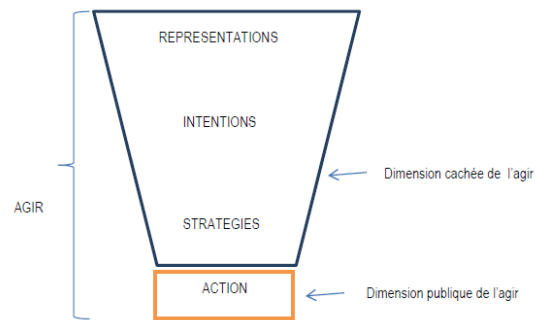 REPRESENTATIONS
INTENTIONS
Dimension cachée de l'agir
AGIR
STRATEGIES
ACTION
Dimension publique de l'agir